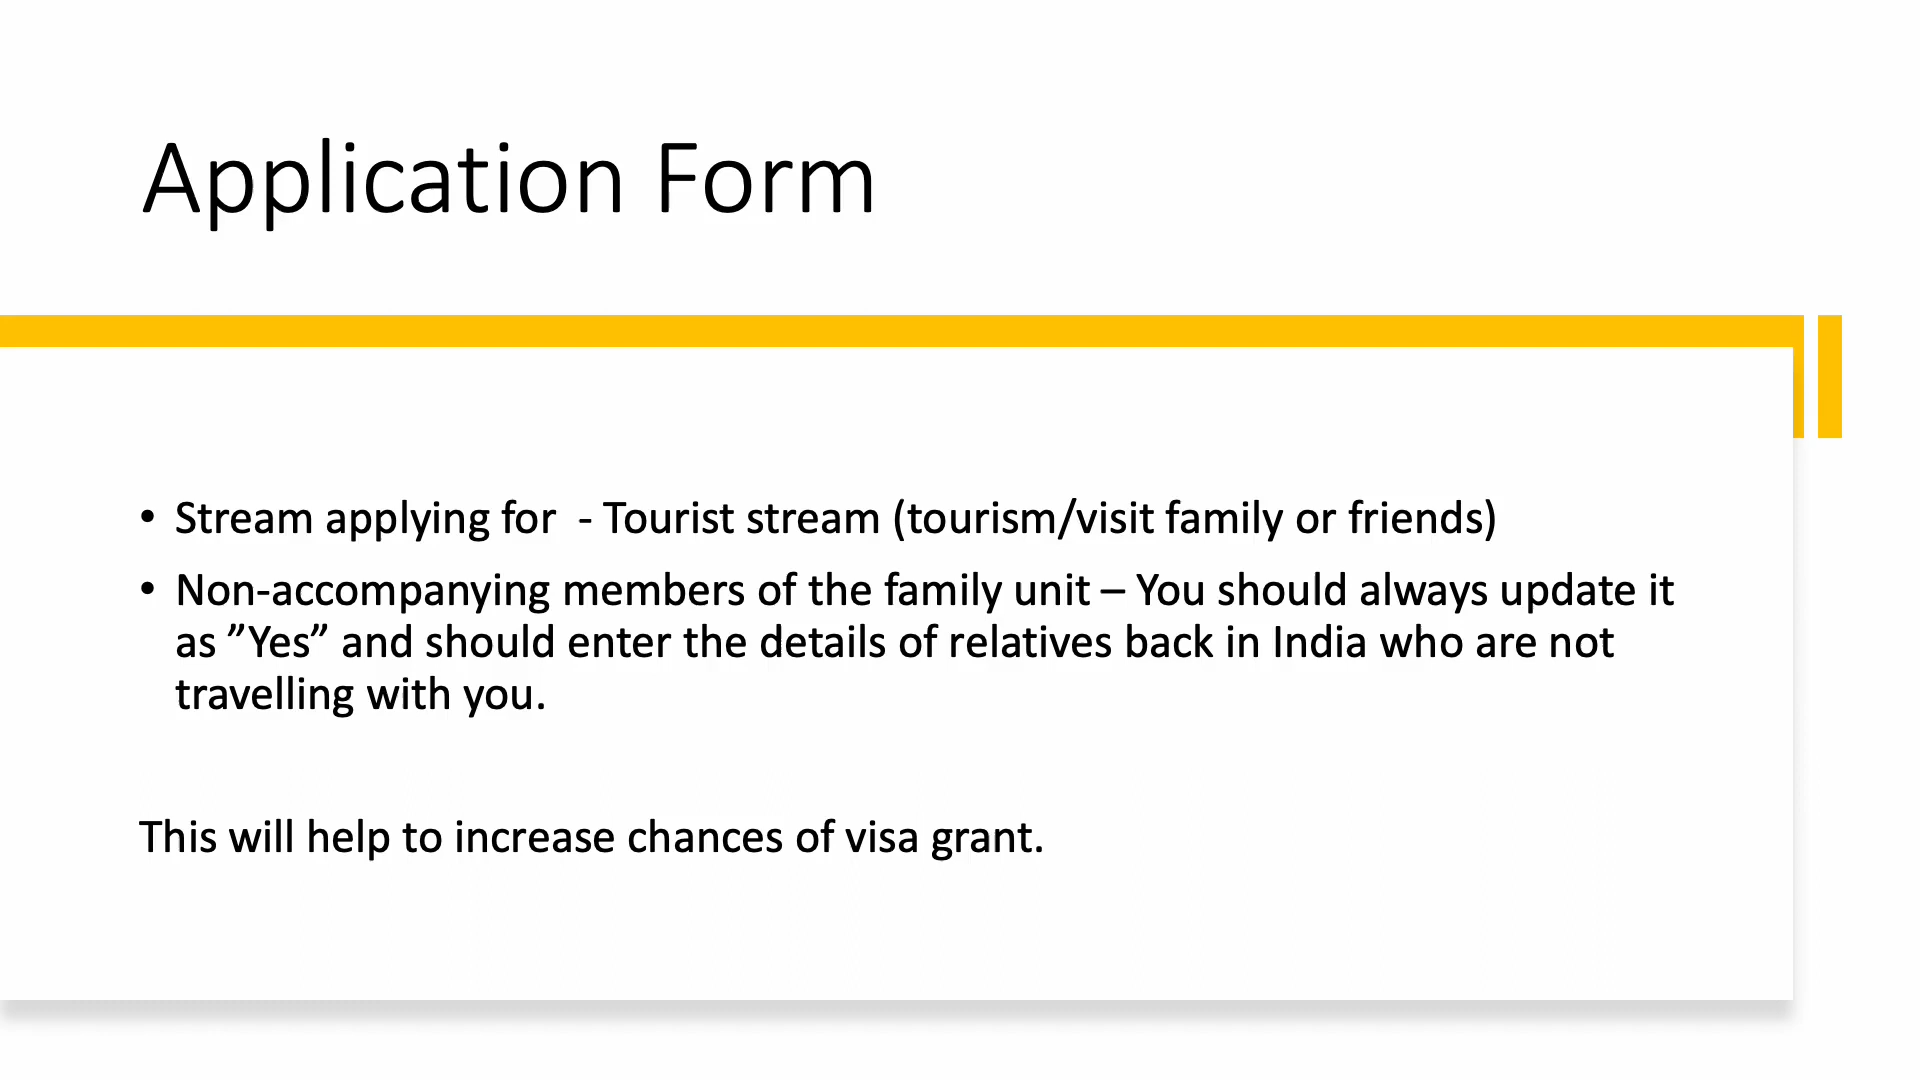 Application Form
• Stream applying for  - Tourist stream (tourism/visit family or friends)
• Non-accompanying members of the family unit – You should always update it
as ”Yes” and should enter the details of relatives back in India who are not
travelling with you.
This will help to increase chances of visa grant.